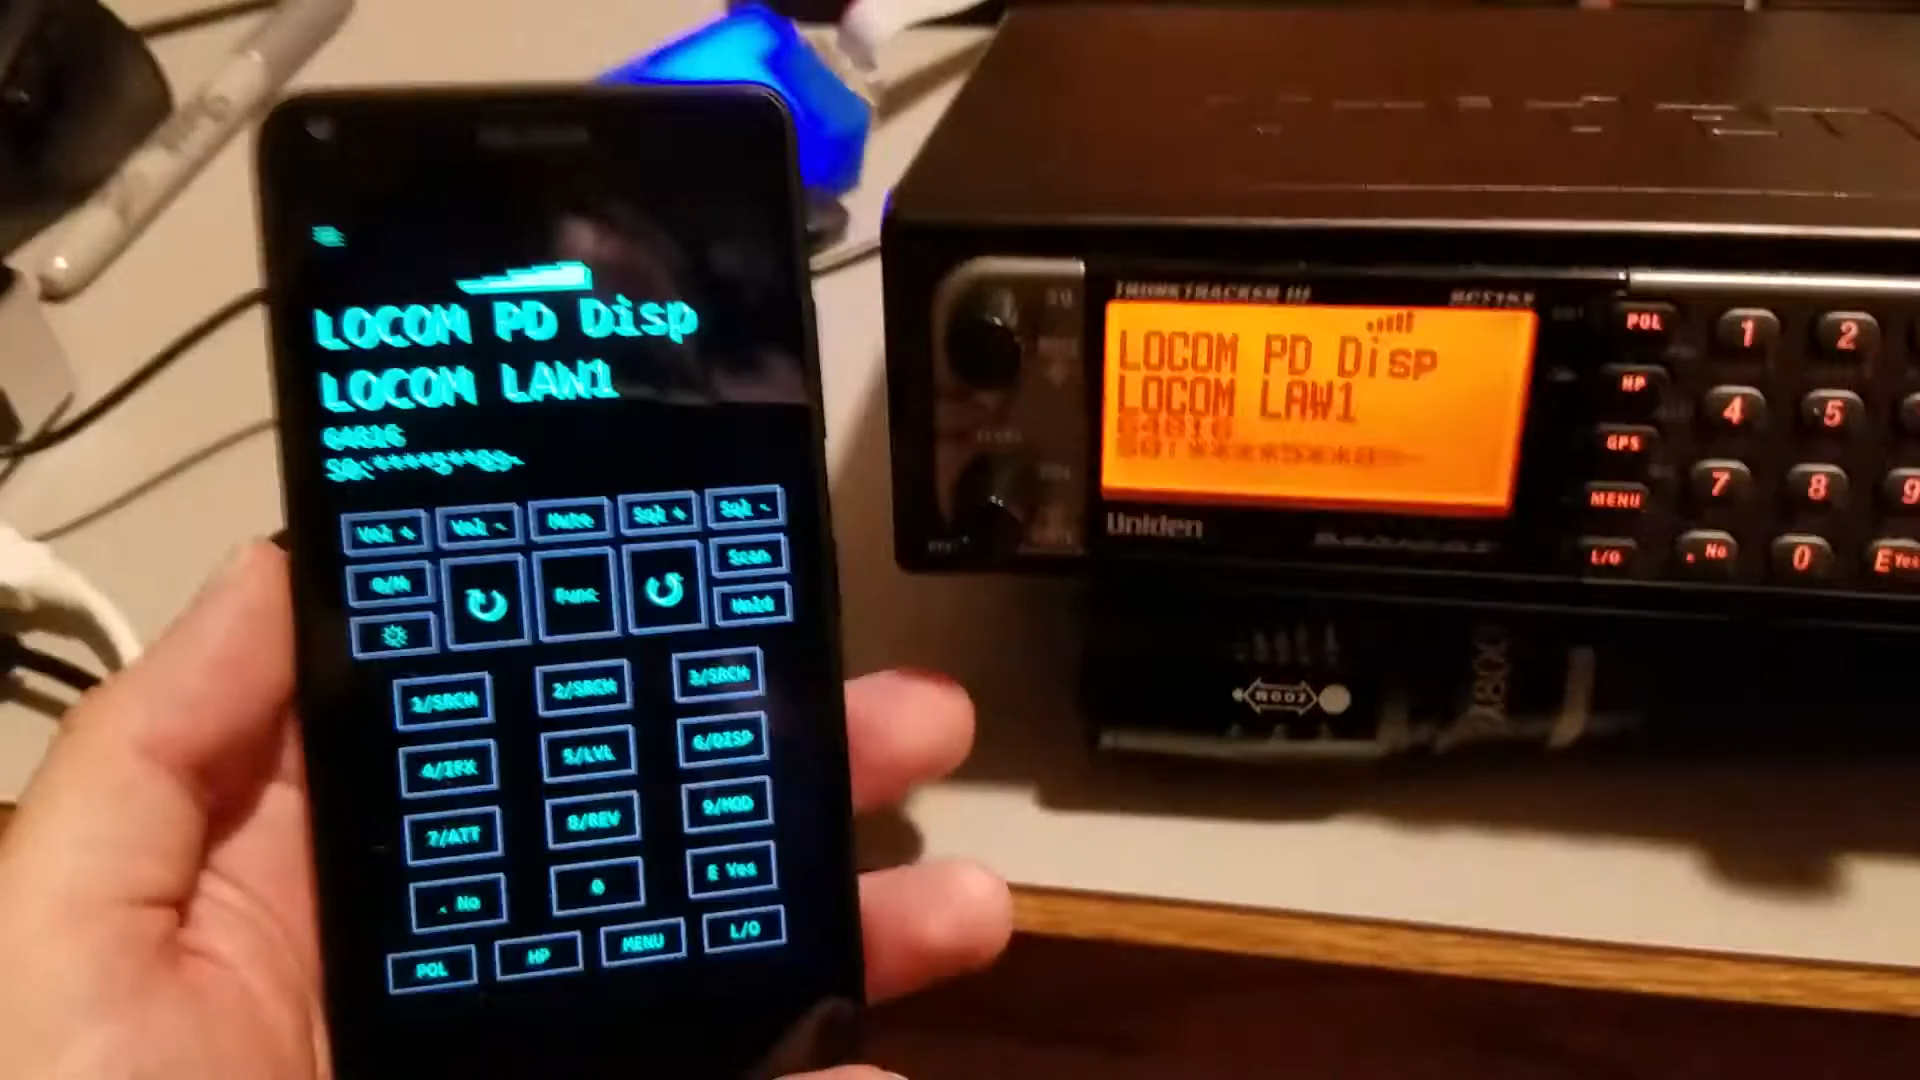 LOCOM PD Disp
LOCOM LAW1
Vol +
Vol -
Mute
Sql +
Sql -
Scan
Func
Hold
1/SRCH
2/SRCH
3/SRCH
4/IFX
5/LVL
6/DISP
7/ATT
8/REV
9/MOD
. No
0
E Yes
POL
HP
MENU
L/O
TRUNKTRACKER III
LOCOM PD Disp
LOCOM LAW1
Uniden
POL
1
2
HP
4
5
GPS
7
8
9
MENU
L/O
. No
0
E Yes